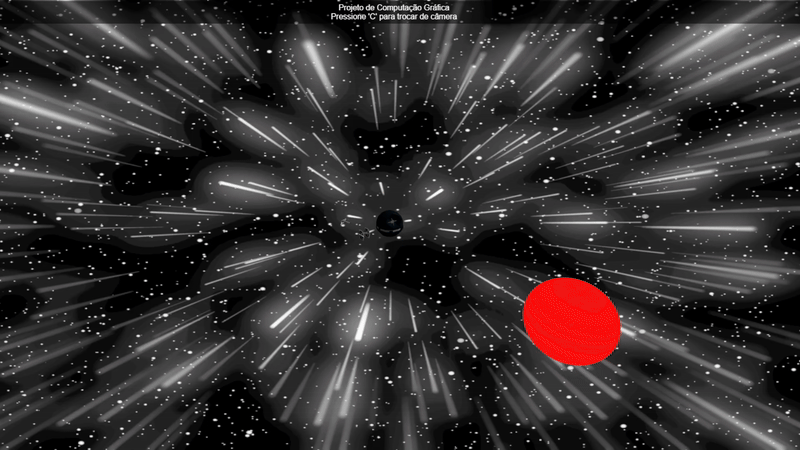 Projeto de Computação Gráfica
Pressione 'C' para trocar de câmera